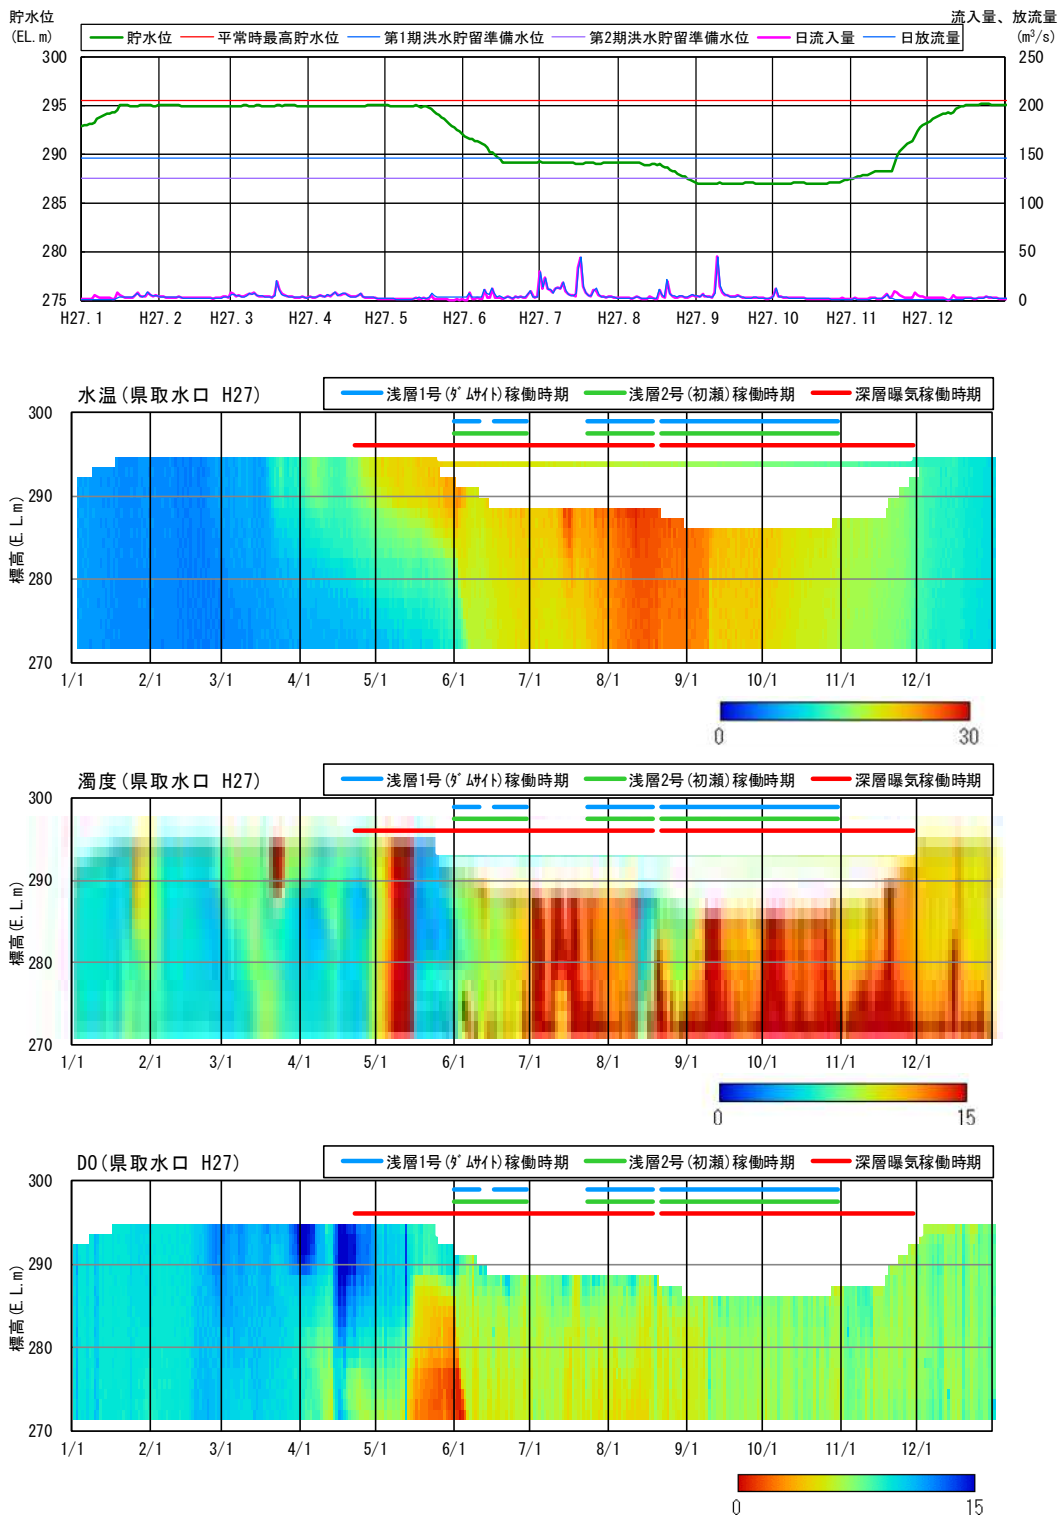 貯水位 流入量、放流量
(EL.m) (m³/s)
貯水位 平常時最高貯水位 第1期洪水貯留準備水位 第2期洪水貯留準備水位 日流入量 日放流量
300 250
295 200
290 150
285 100
280 50
275 0
H27.1 H27.2 H27.3 H27.4 H27.5 H27.6 H27.7 H27.8 H27.9 H27.10 H27.11 H27.12
水温(県取水口 H27) 浅層1号(ダムサイト)稼働時期 浅層2号(初瀬)稼働時期 深層曝気稼働時期
300
290
280
270
標高(E.L.m)
1/1 2/1 3/1 4/1 5/1 6/1 7/1 8/1 9/1 10/1 11/1 12/1
0 30
濁度(県取水口 H27) 浅層1号(ダムサイト)稼働時期 浅層2号(初瀬)稼働時期 深層曝気稼働時期
300
290
280
270
標高(E.L.m)
1/1 2/1 3/1 4/1 5/1 6/1 7/1 8/1 9/1 10/1 11/1 12/1
0 15
DO(県取水口 H27) 浅層1号(ダムサイト)稼働時期 浅層2号(初瀬)稼働時期 深層曝気稼働時期
300
290
280
270
標高(E.L.m)
1/1 2/1 3/1 4/1 5/1 6/1 7/1 8/1 9/1 10/1 11/1 12/1
0 15